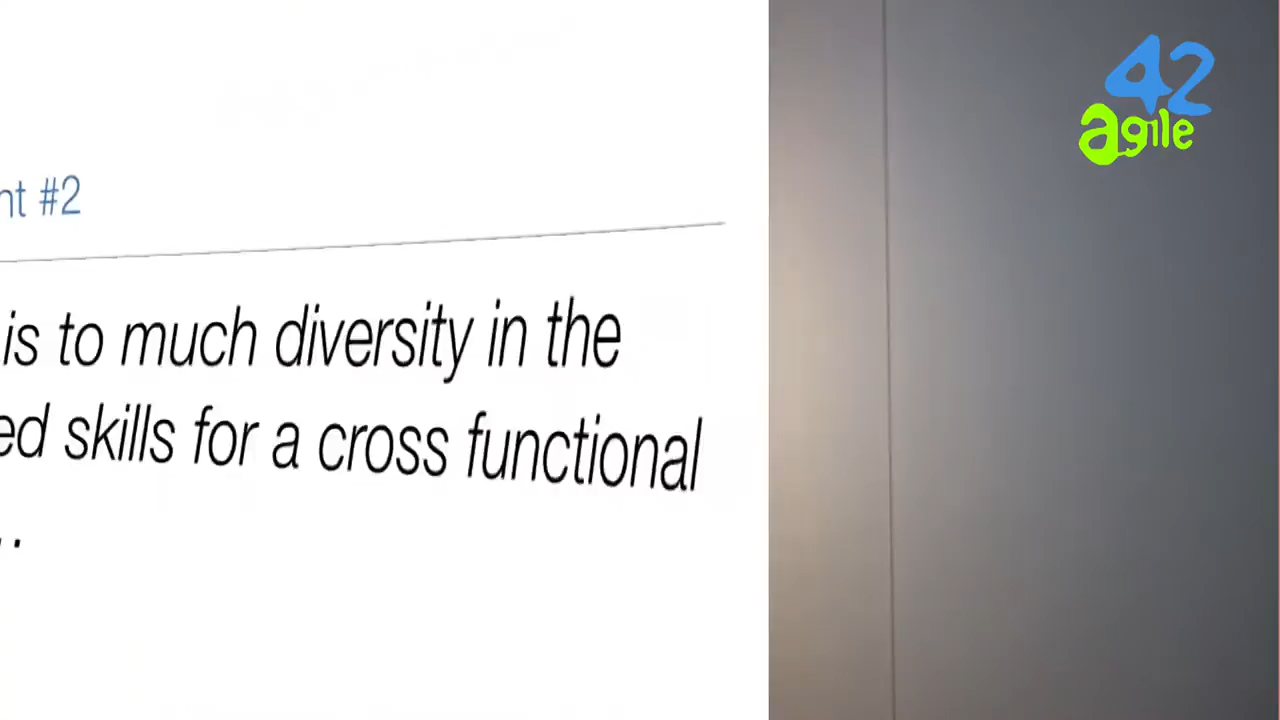 42
agile
nt #2
is to much diversity in the
ed skills for a cross functional
..